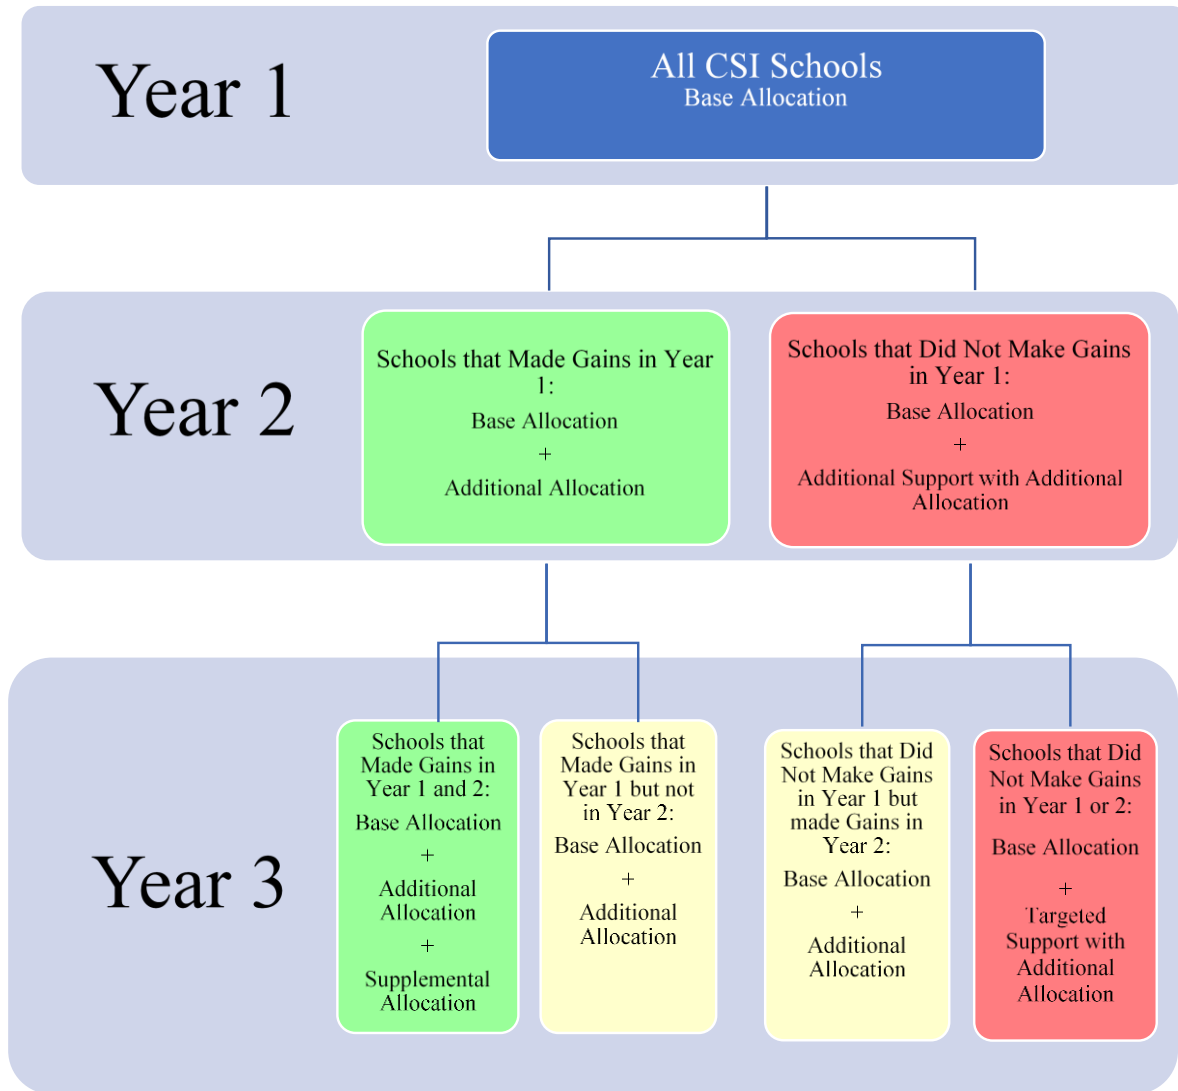 Year 1
All CSI Schools
Base Allocation
Year 2
Schools that Made Gains in Year
1:
Base Allocation
+
Additional Allocation
Schools that Did Not Make Gains
in Year 1:
Base Allocation
+
Additional Support with Additional
Allocation
Year 3
Schools that
Made Gains in
Year 1 and 2:
Base Allocation
+
Additional
Allocation
+
Supplemental
Allocation
Schools that
Made Gains in
Year 1 but not
in Year 2:
Base Allocation
+
Additional
Allocation
Schools that Did
Not Make Gains
in Year 1 but
made Gains in
Year 2:
Base Allocation
+
Additional
Allocation
Schools that Did
Not Make Gains
in Year 1 or 2:
Base Allocation
+
Targeted
Support with
Additional
Allocation